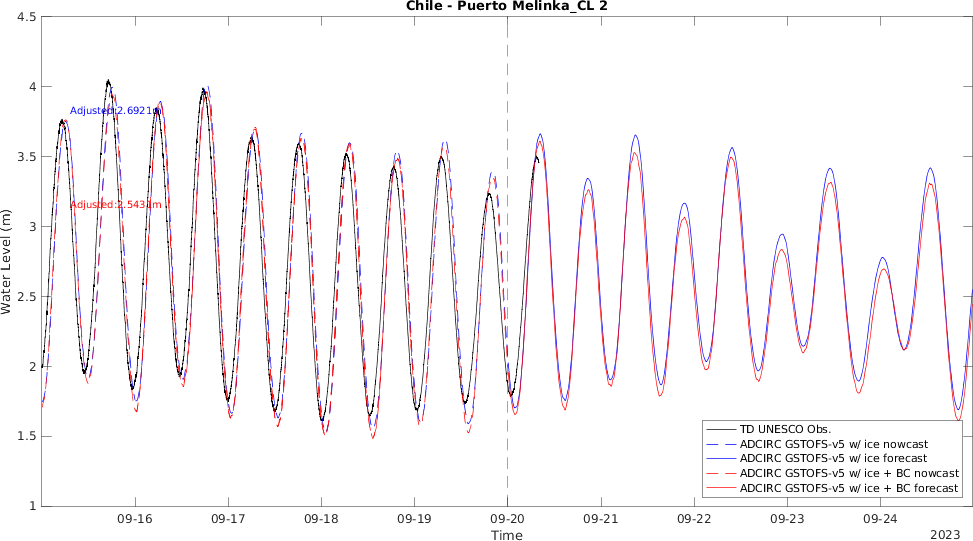 Chile - Puerto Melinka_CL 2
4.5
4
3.5
3
2.5
2
1.5
1
Water Level (m)
Adjusted:2.6921m
Adjusted:2.5431m
TD UNESCO Obs.
ADCIRC GSTOFS-v5 w/ ice nowcast
ADCIRC GSTOFS-v5 w/ ice forecast
ADCIRC GSTOFS-v5 w/ ice + BC nowcast
ADCIRC GSTOFS-v5 w/ ice + BC forecast
09-16 09-17 09-18 09-19 09-20 09-21 09-22 09-23 09-24
Time
2023